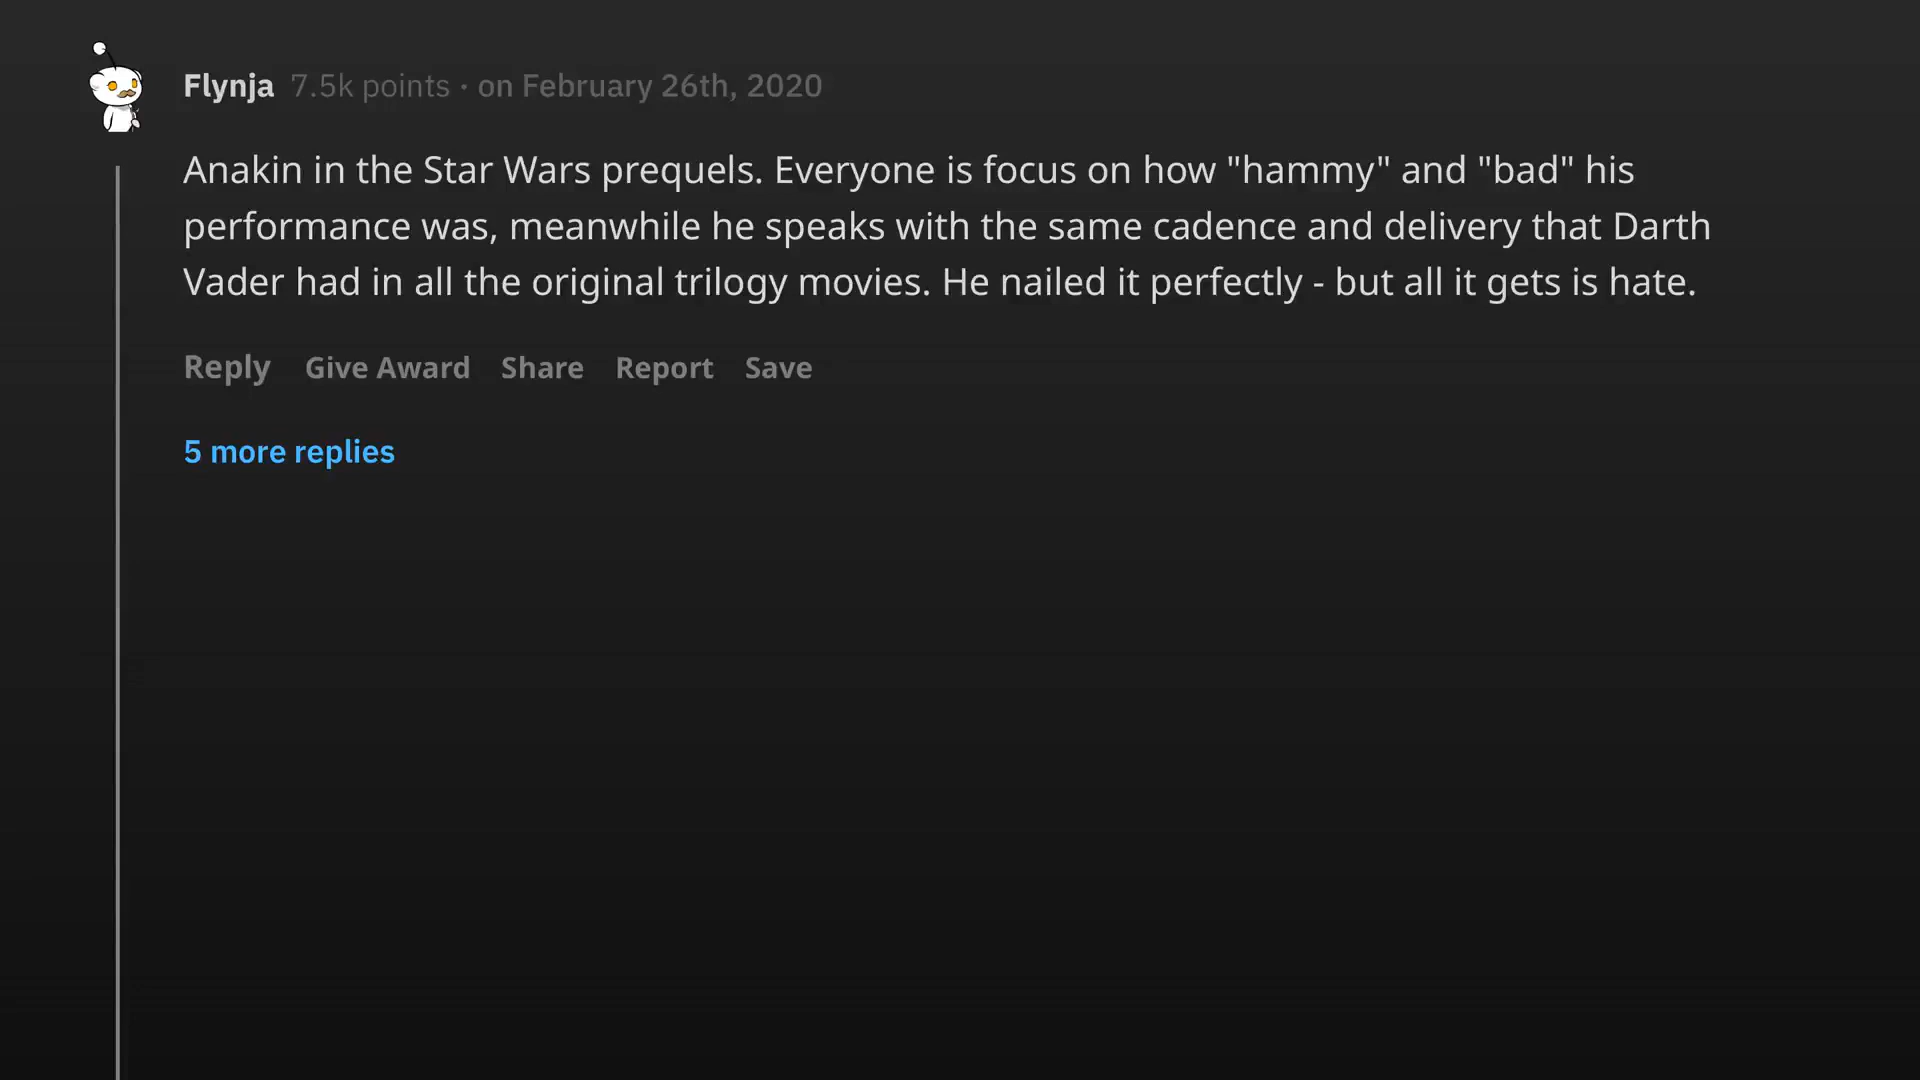 Flynja 7.5k points · on February 26th, 2020
Anakin in the Star Wars prequels. Everyone is focus on how "hammy" and "bad" his
performance was, meanwhile he speaks with the same cadence and delivery that Darth
Vader had in all the original trilogy movies. He nailed it perfectly - but all it gets is hate.
Reply Give Award Share Report Save
5 more replies